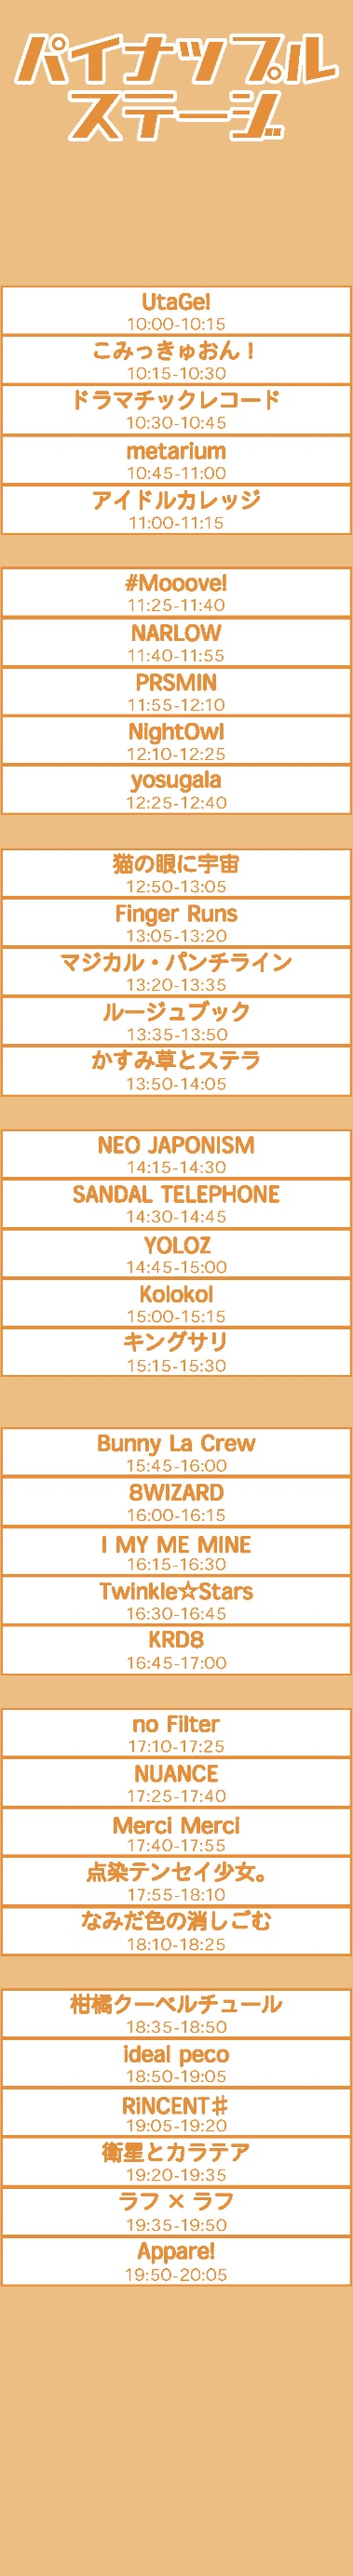 パイナップル
ステージ
UtaGe!
10:00-10:15
こみっきゅおん！
10:15-10:30
ドラマチックレコード
10:30-10:45
metarium
10:45-11:00
アイドルカレッジ
11:00-11:15
#Mooove!
11:25-11:40
NARLOW
11:40-11:55
PRSMIN
11:55-12:10
NightOwl
12:10-12:25
yosugala
12:25-12:40
猫の眼に宇宙
12:50-13:05
Finger Runs
13:05-13:20
マジカル・パンチライン
13:20-13:35
ルージュブック
13:35-13:50
かすみ草とステラ
13:50-14:05
NEO JAPONISM
14:15-14:30
SANDAL TELEPHONE
14:30-14:45
YOLOZ
14:45-15:00
Kolokol
15:00-15:15
キングサリ
15:15-15:30
Bunny La Crew
15:45-16:00
8WIZARD
16:00-16:15
I MY ME MINE
16:15-16:30
Twinkle☆Stars
16:30-16:45
KRD8
16:45-17:00
no Filter
17:10-17:25
NUANCE
17:25-17:40
Merci Merci
17:40-17:55
点染テンセイ少女。
17:55-18:10
なみだ色の消しごむ
18:10-18:25
柑橘クーベルチュール
18:35-18:50
ideal peco
18:50-19:05
RiNCENT♯
19:05-19:20
衛星とカラテア
19:20-19:35
ラフ × ラフ
19:35-19:50
Appare!
19:50-20:05